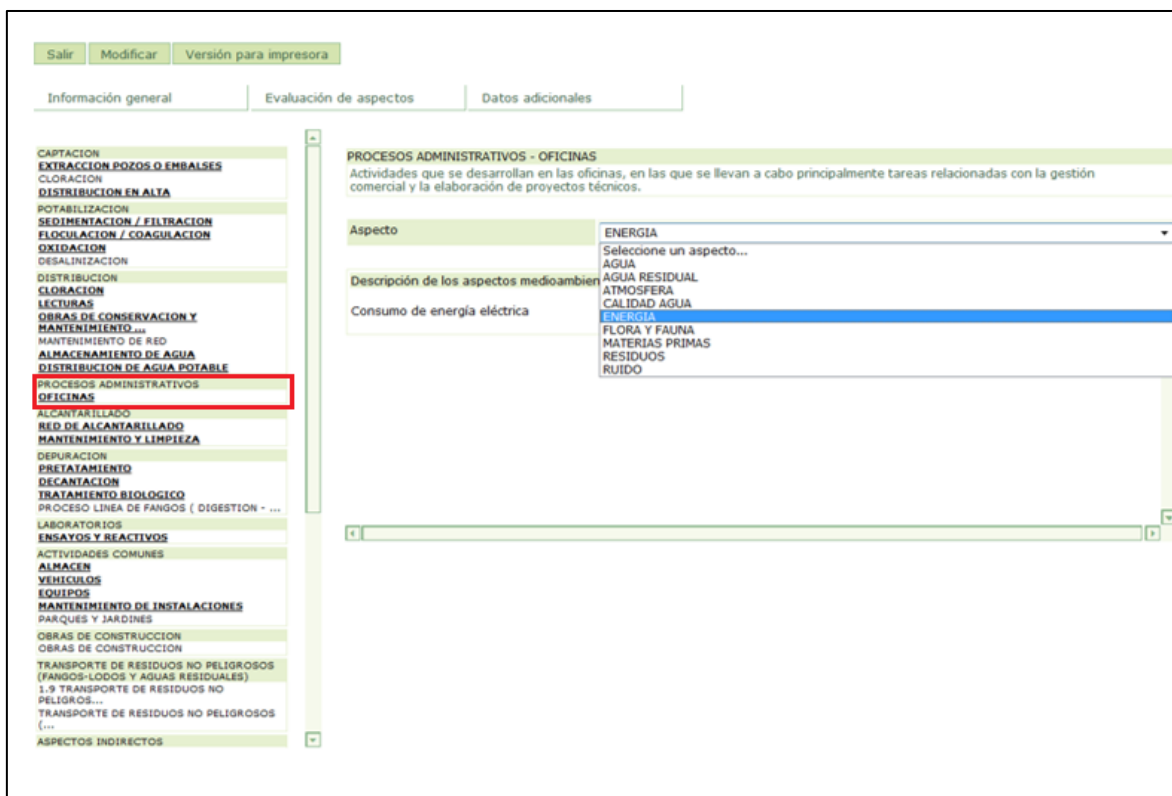 Salir Modificar Versión para impresora
Información general Evaluación de aspectos Datos adicionales
CAPTACION
EXTRACCION POZOS O EMBALSES
CLORACION
DISTRIBUCION EN ALTA
POTABILIZACION
SEDIMENTACION / FILTRACION
FLOCULACION / COAGULACION
OXIDACION
DESALINIZACION
DISTRIBUCION
CLORACION
LECTURAS
OBRAS DE CONSERVACION Y
MANTENIMIENTO ...
MANTENIMIENTO DE RED
ALMACENAMIENTO DE AGUA
DISTRIBUCION DE AGUA POTABLE
PROCESOS ADMINISTRATIVOS
OFICINAS
ALCANTARILLADO
RED DE ALCANTARILLADO
MANTENIMIENTO Y LIMPIEZA
DEPURACION
PRETATAMIENTO
DECANTACION
TRATAMIENTO BIOLOGICO
PROCESO LINEA DE FANGOS ( DIGESTION - ...
LABORATORIOS
ENSAYOS Y REACTIVOS
ACTIVIDADES COMUNES
ALMACEN
VEHICULOS
EQUIPOS
MANTENIMIENTO DE INSTALACIONES
PARQUES Y JARDINES
OBRAS DE CONSTRUCCION
OBRAS DE CONSTRUCCION
TRANSPORTE DE RESIDUOS NO PELIGROSOS
(FANGOS-LODOS Y AGUAS RESIDUALES)
1.9 TRANSPORTE DE RESIDUOS NO
PELIGROS...
TRANSPORTE DE RESIDUOS NO PELIGROSOS
(...
ASPECTOS INDIRECTOS
PROCESOS ADMINISTRATIVOS - OFICINAS
Actividades que se desarrollan en las oficinas, en las que se llevan a cabo principalmente tareas relacionadas con la gestión
comercial y la elaboración de proyectos técnicos.
Aspecto ENERGIA
Seleccione un aspecto...
AGUA
AGUA RESIDUAL
ATMOSFERA
CALIDAD AGUA
ENERGIA
FLORA Y FAUNA
MATERIAS PRIMAS
RESIDUOS
RUIDO
Descripción de los aspectos medioambien
Consumo de energía eléctrica